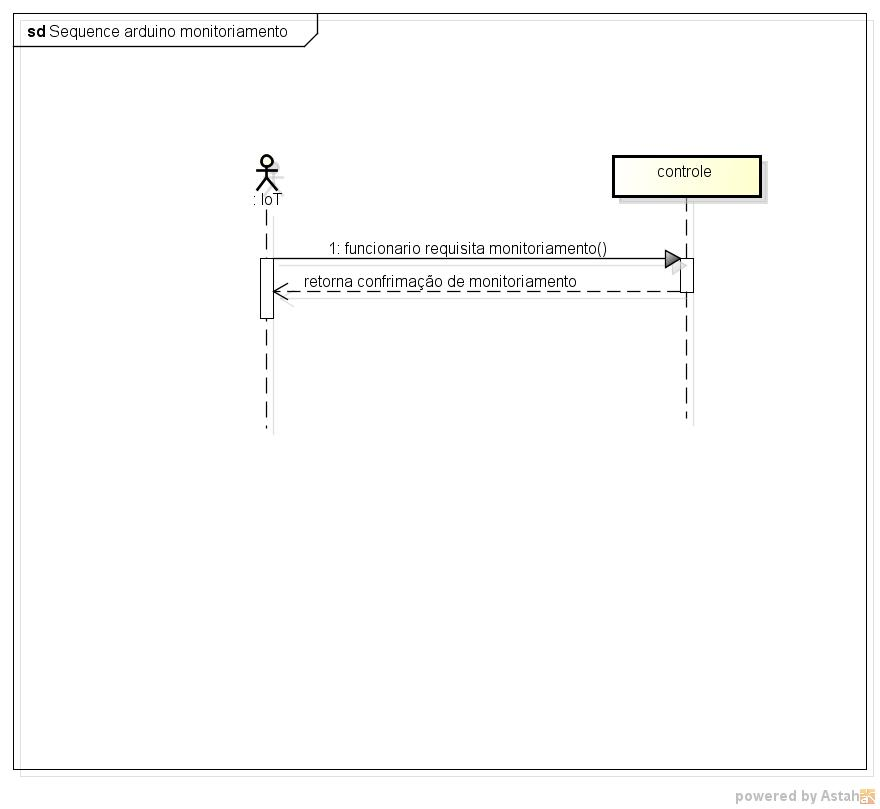 sd Sequence arduino monitoriamento
: IoT
controle
1: funcionario requisita monitoriamento()
retorna confrimação de monitoriamento
powered by Astah